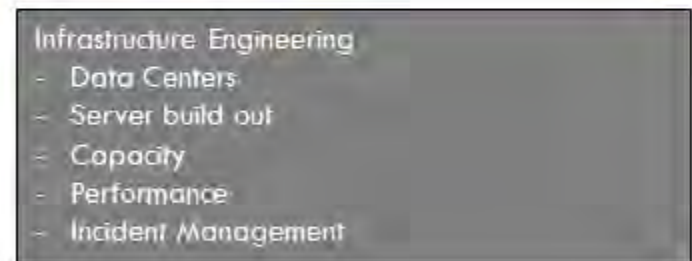 Infrastructure Engineering
- Data Centers
- Server build out
- Capacity
- Performance
- Incident Management